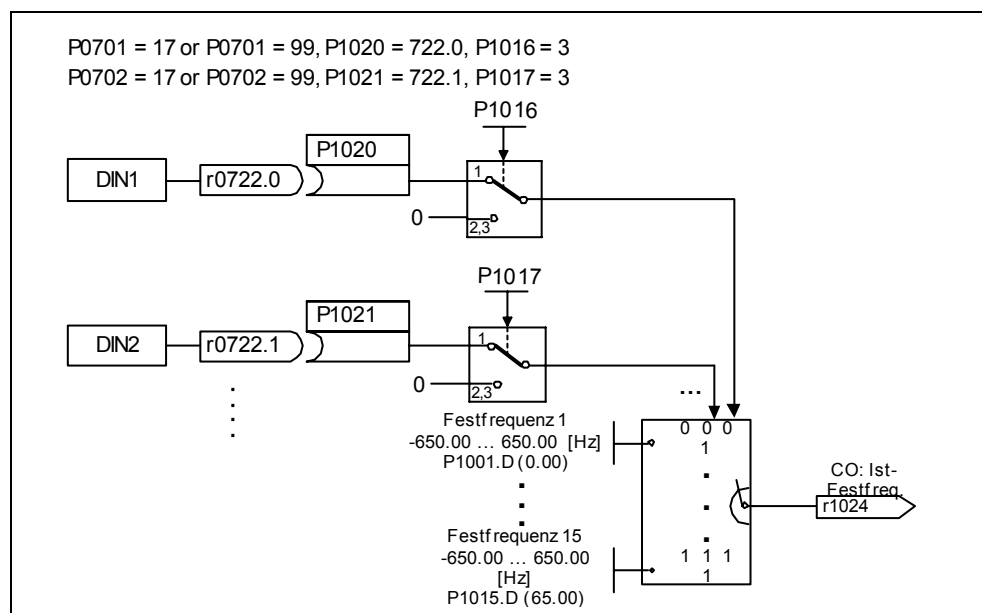 P0701 = 17 or P0701 = 99, P1020 = 722.0, P1016 = 3
P0702 = 17 or P0702 = 99, P1021 = 722.1, P1017 = 3
P1016
P1020
DIN1
r0722.0
1
0
2,3
P1017
P1021
DIN2
r0722.1
1
0
2,3
...
Festfrequenz 1
-650.00 ... 650.00 [Hz]
P1001.D (0.00)
0 0 0
1
CO: Ist-
Festfreq.
r1024
Festfrequenz 15
-650.00 ... 650.00
[Hz]
P1015.D (65.00)
1 1 1
1